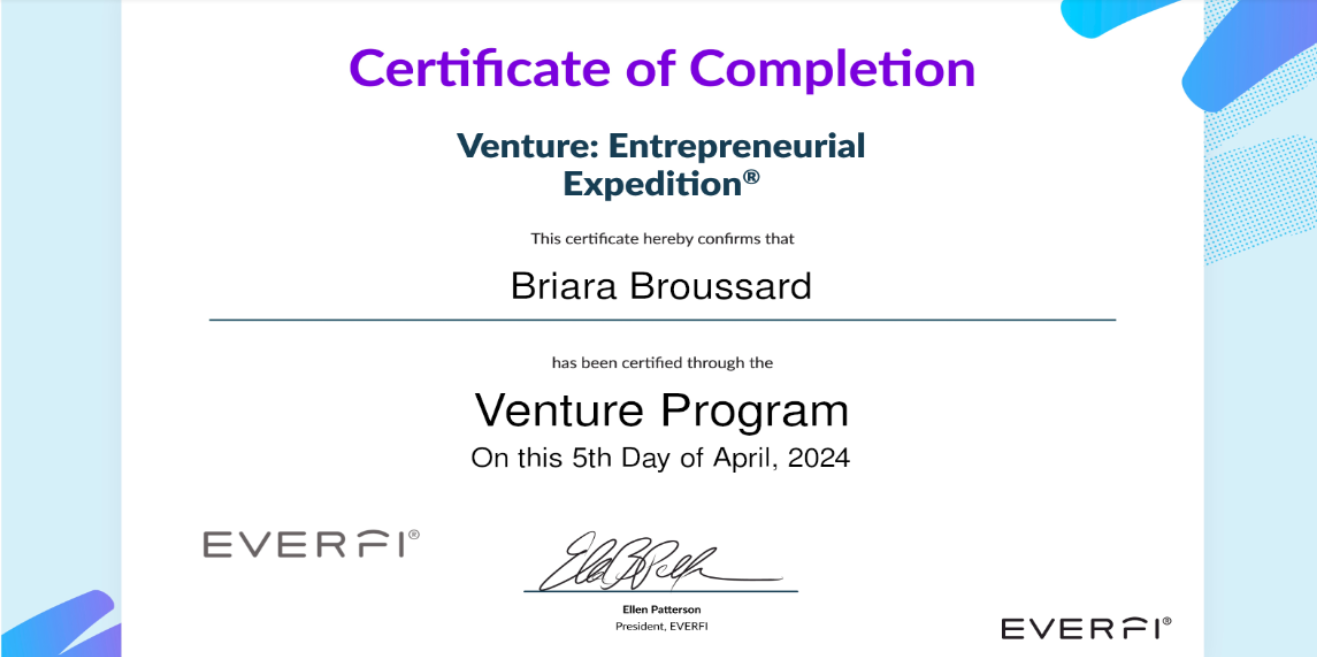 Certificate of Completion
Venture: Entrepreneurial
Expedition®
This certificate hereby confirms that
Briara Broussard
has been certified through the
Venture Program
On this 5th Day of April, 2024
EVERFI®
Ellen Patterson
President, EVERFI
EVERFI®